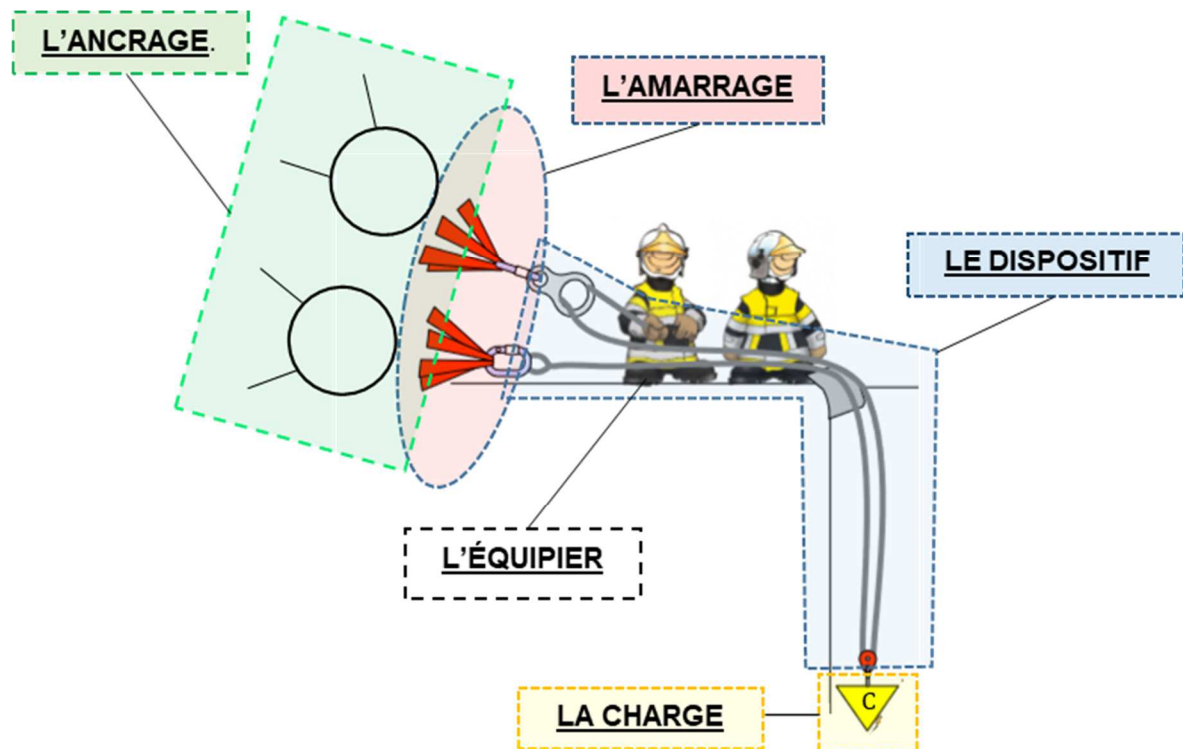 L'ANCRAGE.
L'AMARRAGE
LE DISPOSITIF
L'ÉQUIPIER
LA CHARGE
C